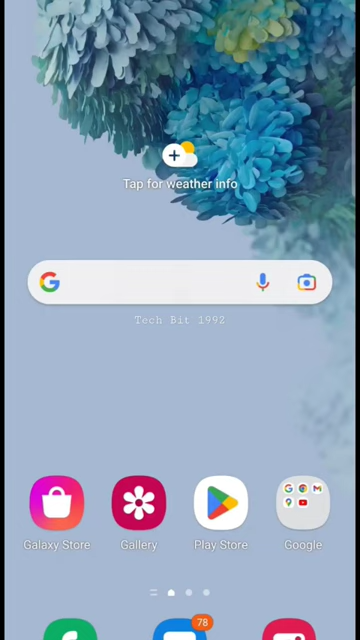 Tap for weather info
Tech Bit 1992
Galaxy Store
Gallery
Play Store
Google
78